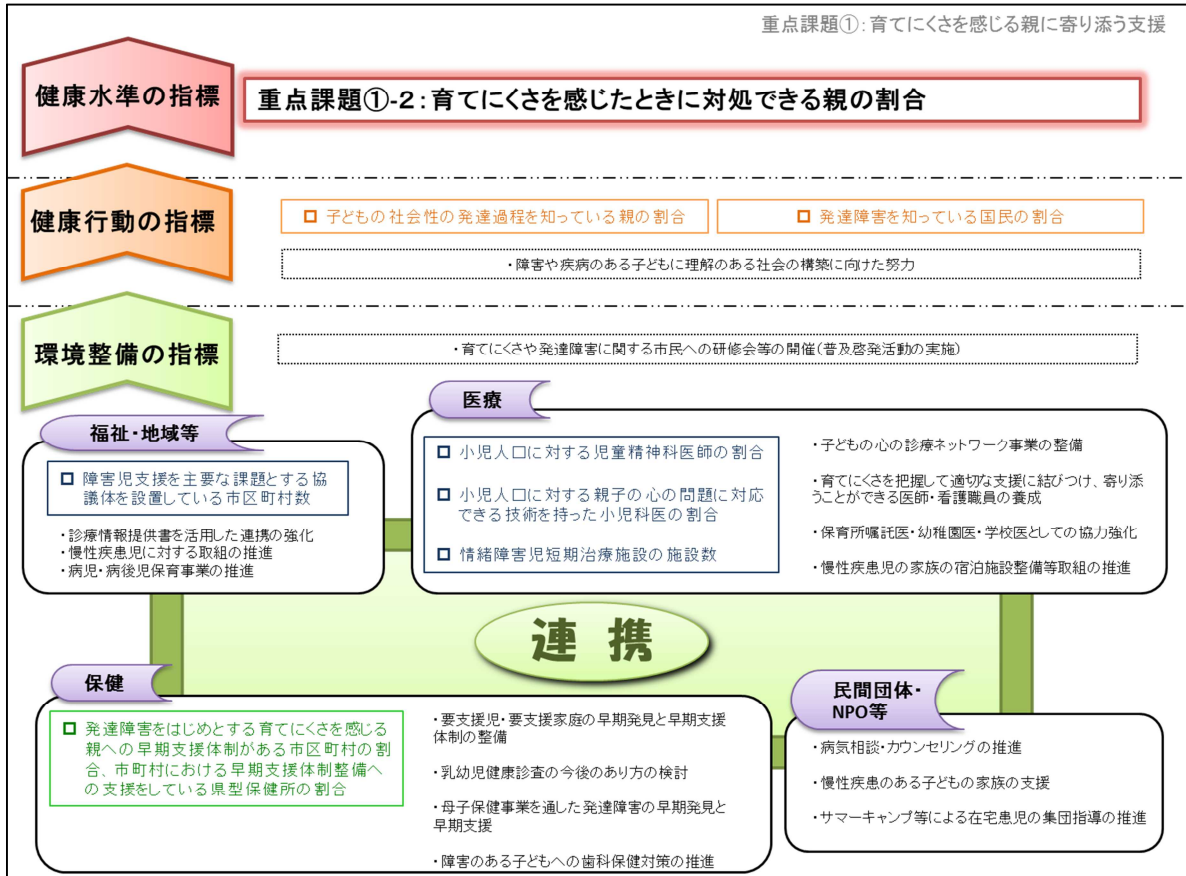 重点課題①:育てにくさを感じる親に寄り添う支援
健康水準の指標
重点課題①-2:育てにくさを感じたときに対処できる親の割合
健康行動の指標
子どもの社会性の発達過程を知っている親の割合
発達障害を知っている国民の割合
・障害や疾病のある子どもに理解のある社会の構築に向けた努力
環境整備の指標
・育てにくさや発達障害に関する市民への研修会等の開催(普及啓発活動の実施)
福祉・地域等
障害児支援を主要な課題とする協
議体を設置している市区町村数
・診療情報提供書を活用した連携の強化
・慢性疾患児に対する取組の推進
・病児・病後児保育事業の推進
医療
小児人口に対する児童精神科医師の割合
小児人口に対する親子の心の問題に対応
できる技術を持った小児科医の割合
情緒障害児短期治療施設の施設数
・子どもの心の診療ネットワーク事業の整備
・育てにくさを把握して適切な支援に結びつけ、寄り添
うことができる医師・看護職員の養成
・保育所嘱託医・幼稚園医・学校医としての協力強化
・慢性疾患児の家族の宿泊施設整備等取組の推進
連携
保健
発達障害をはじめとする育てにくさを感じる
親への早期支援体制がある市区町村の割
合、市町村における早期支援体制整備へ
の支援をしている県型保健所の割合
・要支援児・要支援家庭の早期発見と早期支援
体制の整備
・乳幼児健康診査の今後のあり方の検討
・母子保健事業を通した発達障害の早期発見と
早期支援
・障害のある子どもへの歯科保健対策の推進
民間団体・
NPO等
・病気相談・カウンセリングの推進
・慢性疾患のある子どもの家族の支援
・サマーキャンプ等による在宅患児の集団指導の推進